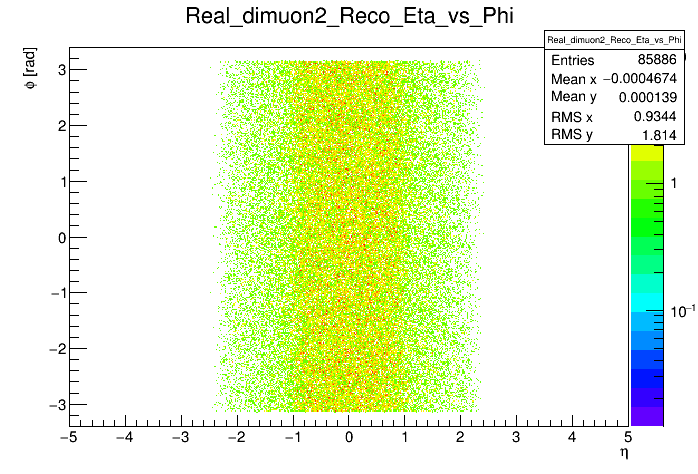 Real_dimuon2_Reco_Eta_vs_Phi
Real_dimuon2_Reco_Eta_vs_Phi
Entries 85886
Mean x −0.0004674
Mean y 0.000139
RMS x 0.9344
RMS y 1.814
ϕ [rad]
3
2
1
0
−1
−2
−3
−5 −4 −3 −2 −1 0 1 2 3 4 5
η
1
10⁻¹